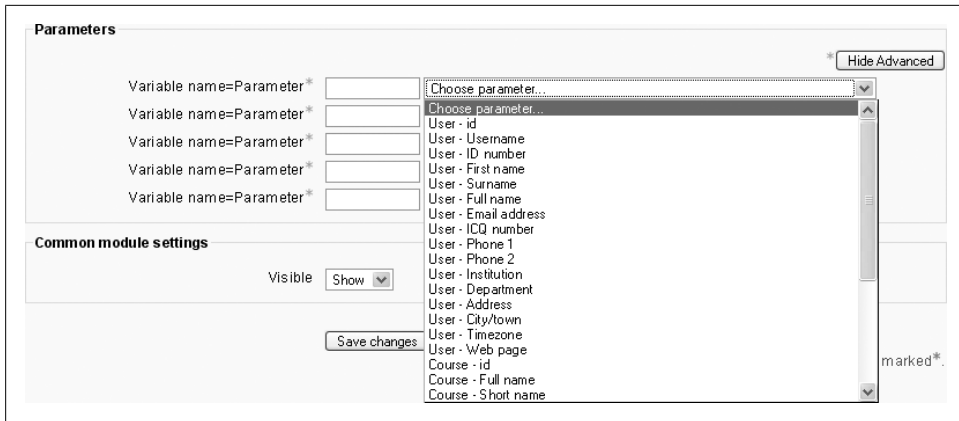 Parameters
* Hide Advanced
Variable name=Parameter* Choose parameter...
Variable name=Parameter*
Variable name=Parameter*
Variable name=Parameter*
Variable name=Parameter*
Choose parameter...
User - id
User - Username
User - ID number
User - First name
User - Surname
User - Full name
User - Email address
User - ICQ number
User - Phone 1
User - Phone 2
User - Institution
User - Department
User - Address
User - City/town
User - Timezone
User - Web page
Course - id
Course - Full name
Course - Short name
Common module settings
Visible Show
Save changes
marked*.